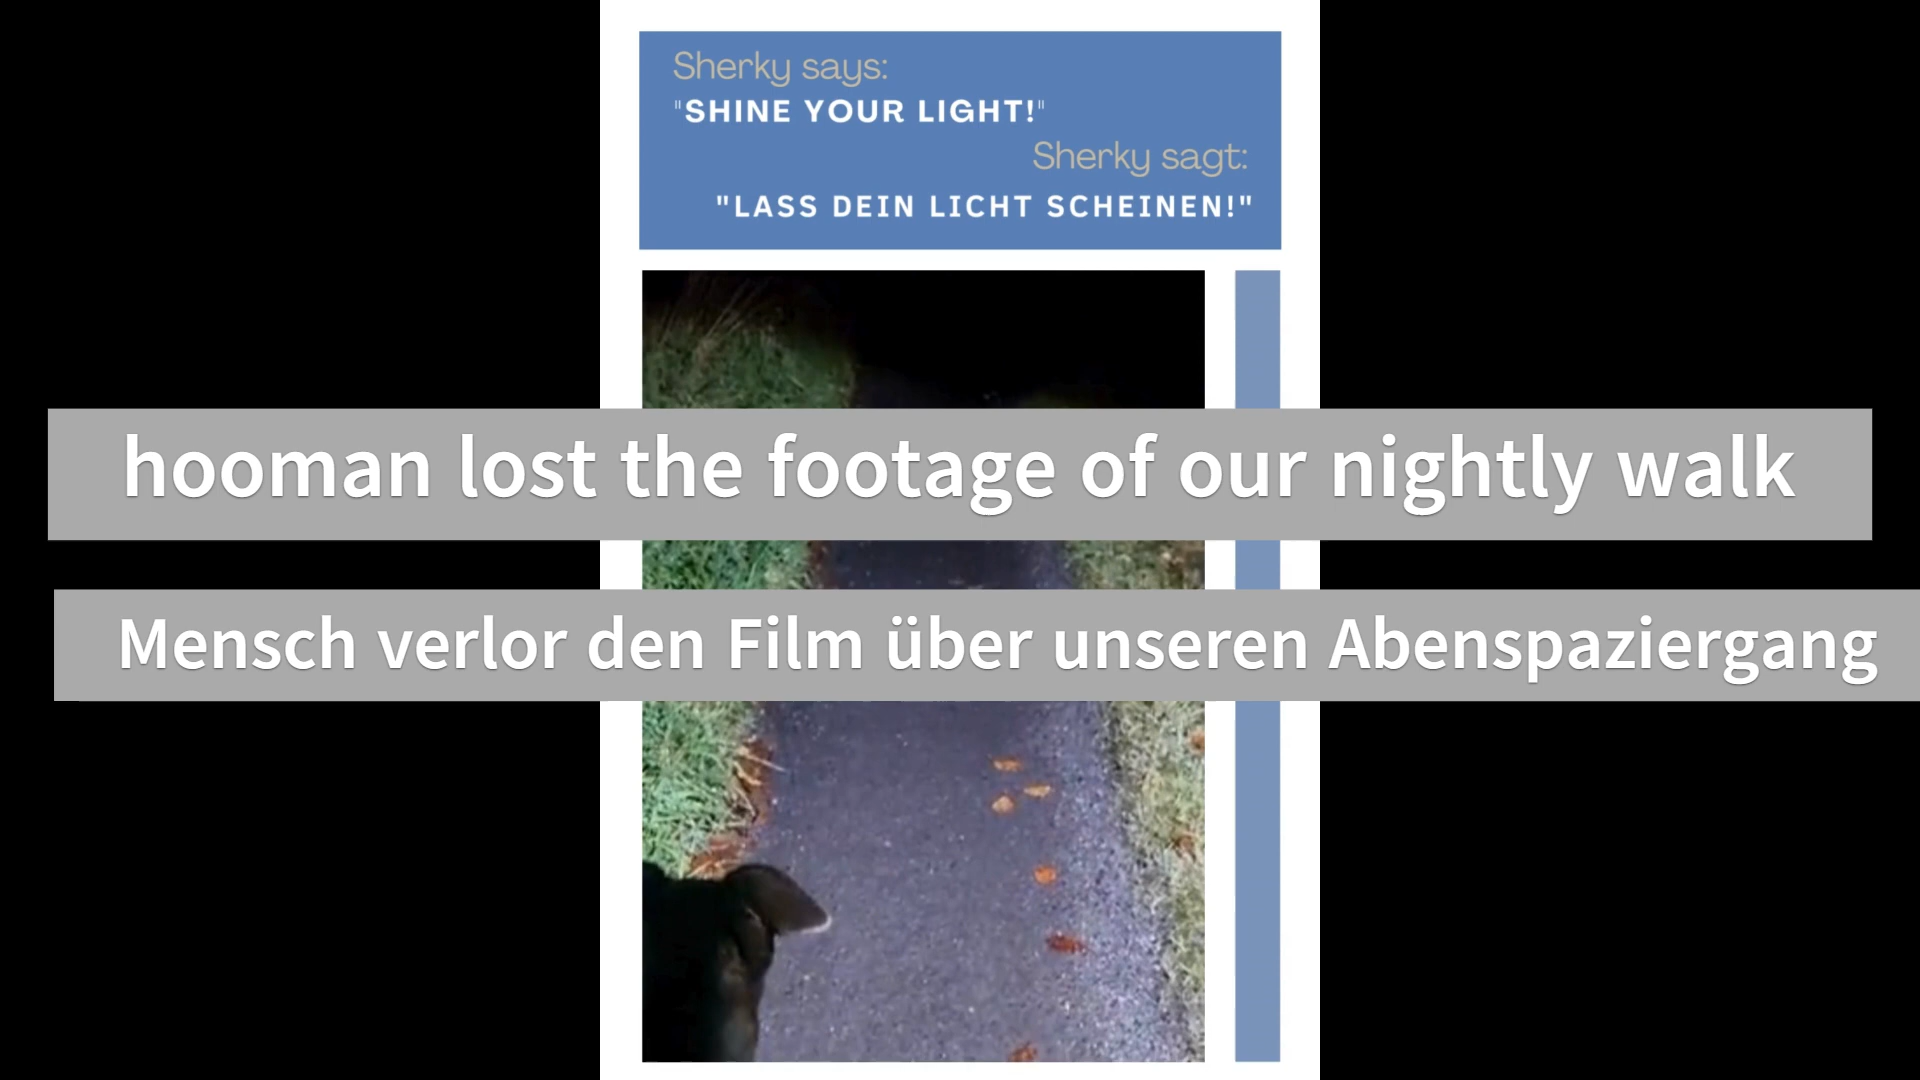 Sherky says:
"SHINE YOUR LIGHT!"
Sherky sagt:
"LASS DEIN LICHT SCHEINEN!"
hooman lost the footage of our nightly walk
Mensch verlor den Film über unseren Abenspaziergang